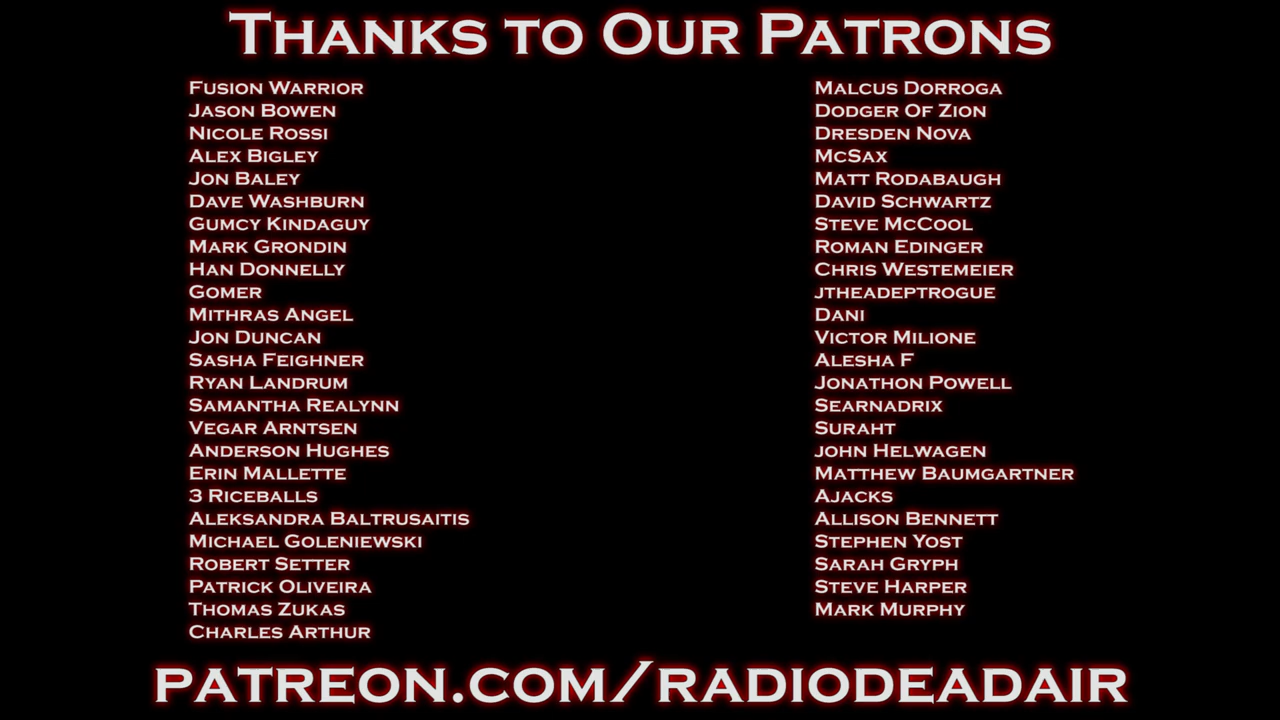 Thanks to Our Patrons
Fusion Warrior
Jason Bowen
Nicole Rossi
Alex Bigley
Jon Baley
Dave Washburn
Gumcy Kindaguy
Mark Grondin
Han Donnelly
Gomer
Mithras Angel
Jon Duncan
Sasha Feighner
Ryan Landrum
Samantha Realynn
Vegar Arntsen
Anderson Hughes
Erin Mallette
3 Riceballs
Aleksandra Baltrusaitis
Michael Goleniewski
Robert Setter
Patrick Oliveira
Thomas Zukas
Charles Arthur
Malcus Dorroga
Dodger Of Zion
Dresden Nova
McSax
Matt Rodabaugh
David Schwartz
Steve McCool
Roman Edinger
Chris Westemeier
jtheadeptrogue
Dani
Victor Milione
Alesha F
Jonathon Powell
Searnadrix
Suraht
john Helwagen
Matthew Baumgartner
Ajacks
Allison Bennett
Stephen Yost
Sarah Gryph
Steve Harper
Mark Murphy
patreon.com/radiodeadair